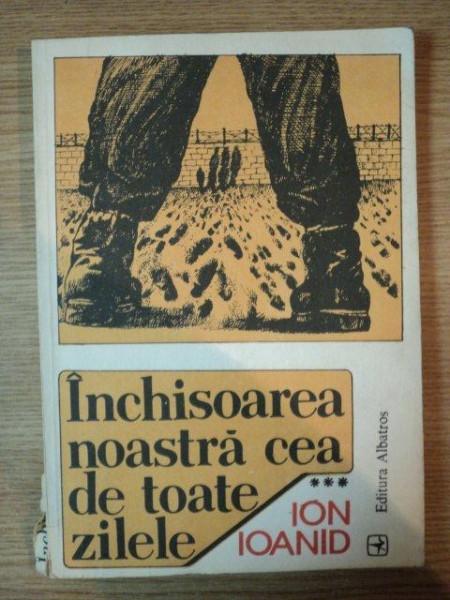 Închisoarea
noastră cea
de toate
zilele
***
ION
IOANID
Editura Albatros